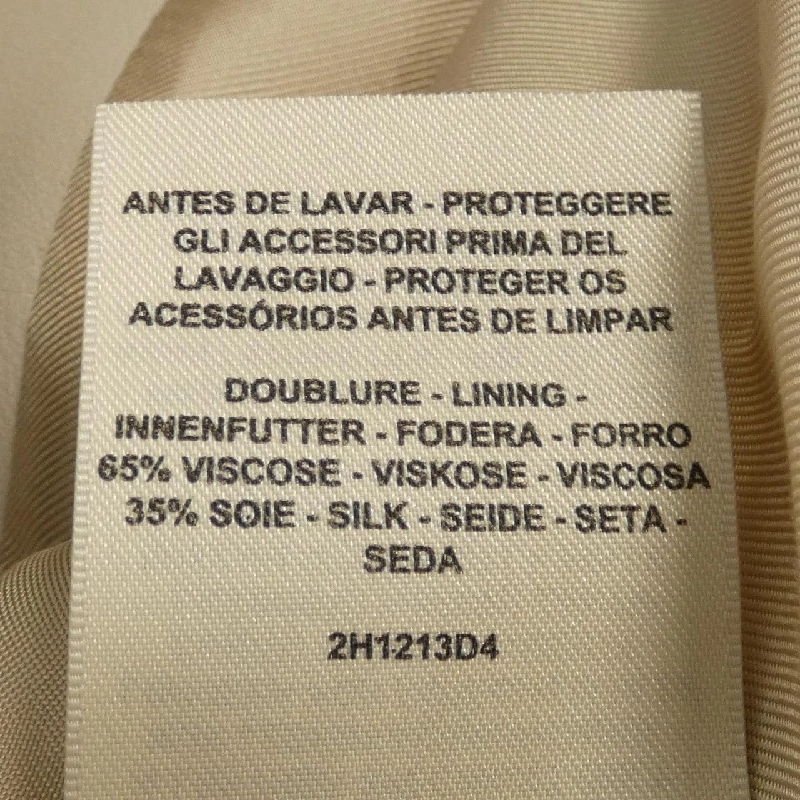 ANTES DE LAVAR - PROTEGGERE
GLI ACCESSORI PRIMA DEL
LAVAGGIO - PROTEGER OS
ACESSÓRIOS ANTES DE LIMPAR
DOUBLURE - LINING -
INNENFUTTER - FODERA - FORRO
65% VISCOSE - VISKOSE - VISCOSA
35% SOIE - SILK - SEIDE - SETA -
SEDA
2H1213D4